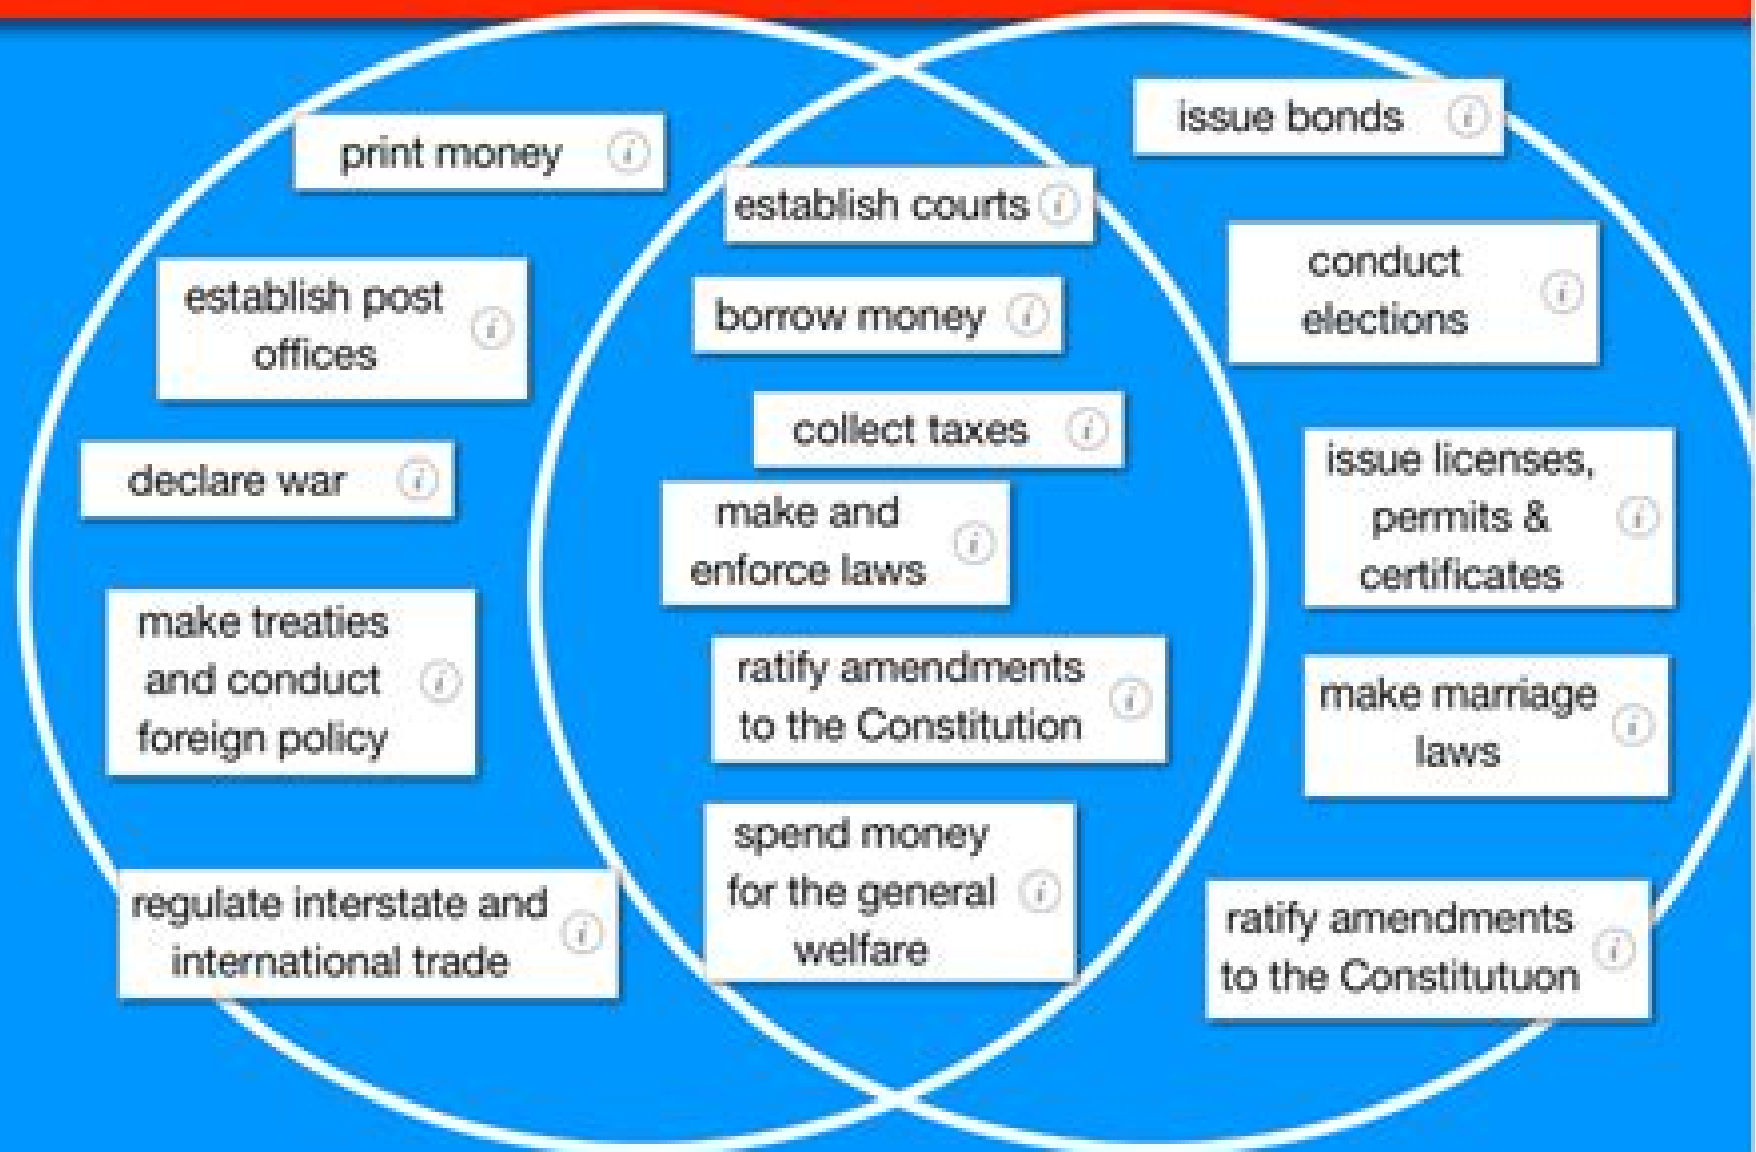 print money
establish post
offices
declare war
make treaties
and conduct
foreign policy
regulate interstate and
international trade
establish courts
borrow money
collect taxes
make and
enforce laws
ratify amendments
to the Constitution
spend money
for the general
welfare
issue bonds
conduct
elections
issue licenses,
permits &
certificates
make marriage
laws
ratify amendments
to the Constitutuon